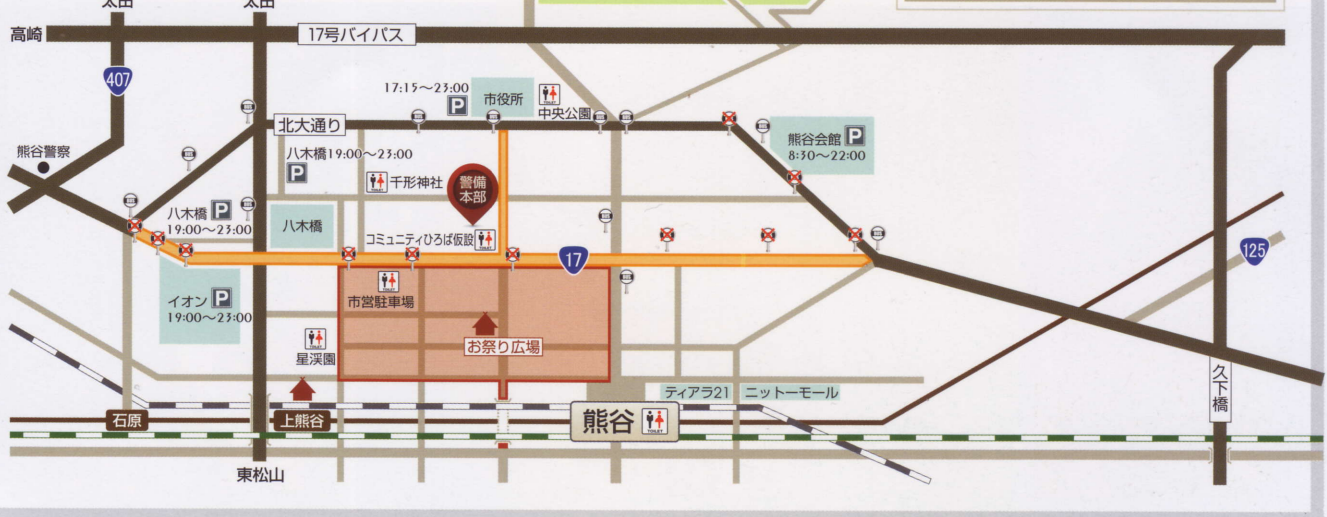 太田
太田
高崎
17号バイパス
407
17:15～23:00
P
市役所
TOILET
中央公園
北大通り
熊谷会館 P
8:30～22:00
熊谷警察
八木橋19:00～23:00
P
TOILET
千形神社
警備
本部
八木橋 P
19:00～23:00
八木橋
コミュニティひろば仮設
TOILET
17
125
イオン P
19:00～23:00
TOILET
市営駐車場
お祭り広場
TOILET
星渓園
久下橋
ティアラ21
ニットーモール
石原
上熊谷
熊谷
TOILET
東松山